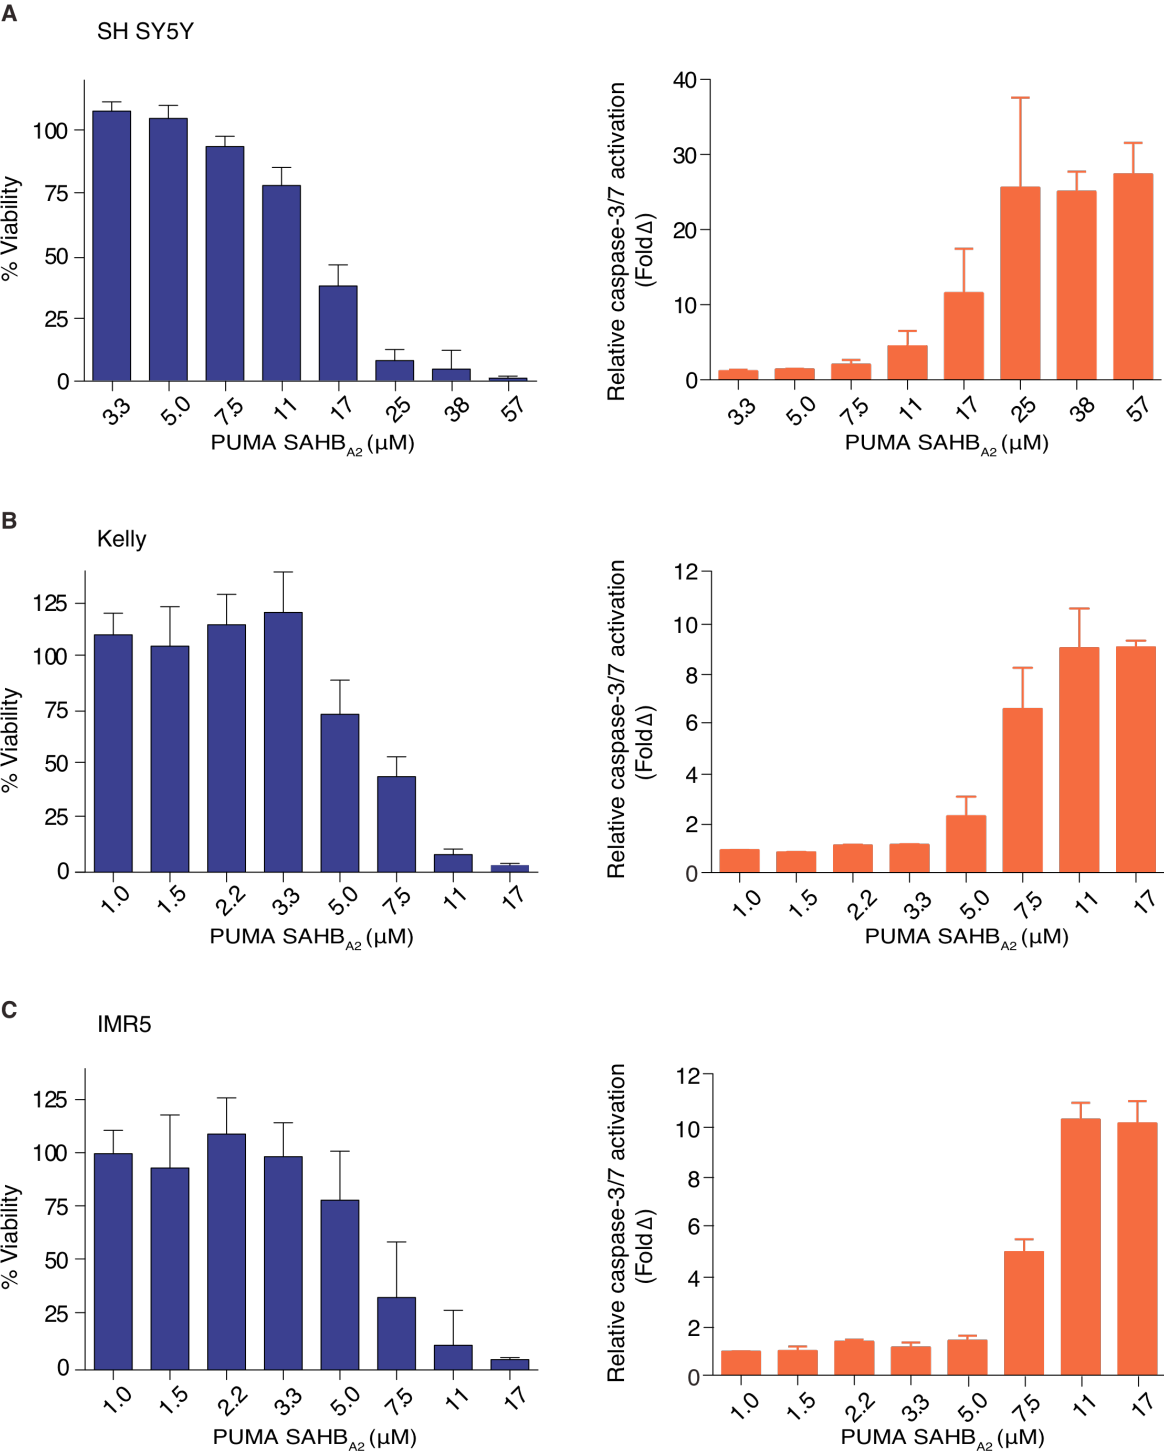 A
SH SY5Y
% Viability
100
75
50
25
0
3.3 5.0 7.5 11 17 25 38 57
PUMA SAHBA2 (μM)
Relative caspase-3/7 activation
(FoldΔ)
40
30
20
10
0
3.3 5.0 7.5 11 17 25 38 57
PUMA SAHBA2 (μM)
B
Kelly
% Viability
125
100
75
50
25
0
1.0 1.5 2.2 3.3 5.0 7.5 11 17
PUMA SAHBA2 (μM)
Relative caspase-3/7 activation
(FoldΔ)
12
10
8
6
4
2
0
1.0 1.5 2.2 3.3 5.0 7.5 11 17
PUMA SAHBA2 (μM)
C
IMR5
% Viability
125
100
75
50
25
0
1.0 1.5 2.2 3.3 5.0 7.5 11 17
PUMA SAHBA2 (μM)
Relative caspase-3/7 activation
(FoldΔ)
12
10
8
6
4
2
0
1.0 1.5 2.2 3.3 5.0 7.5 11 17
PUMA SAHBA2 (μM)